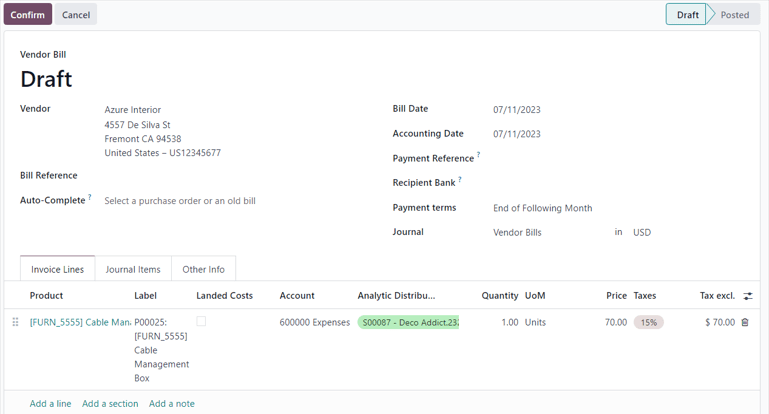 Confirm Cancel Draft Posted
Vendor Bill
Draft
Vendor Azure Interior Bill Date 07/11/2023
4557 De Silva St
Fremont CA 94538 Accounting Date 07/11/2023
United States – US12345677
Payment Reference ?
Bill Reference Recipient Bank ?
Auto-Complete ? Select a purchase order or an old bill
Payment terms End of Following Month
Journal Vendor Bills in USD
Invoice Lines Journal Items Other Info
Product Label Landed Costs Account Analytic Distribu... Quantity UoM Price Taxes Tax excl.
[FURN_5555] Cable Mana P00025: 600000 Expenses S00087 - Deco Addict.232 1.00 Units 70.00 15% $ 70.00
[FURN_5555]
Cable
Management
Box
Add a line Add a section Add a note